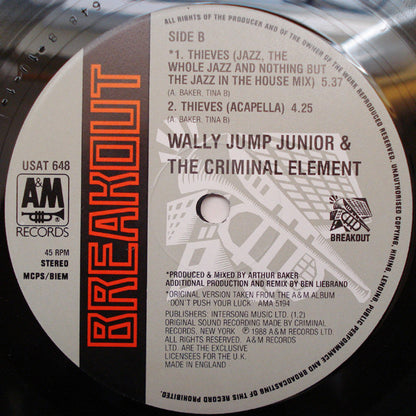 ALL RIGHTS OF THE PRODUCER AND OF THE OWNER OF THE WORK REPRODUCED RESERVED. UNAUTHORISED COPYING, HIRING, LENDING, PUBLIC PERFORMANCE AND BROADCASTING OF THIS RECORD PROHIBITED.
SIDE B
*1. THIEVES (JAZZ, THE
WHOLE JAZZ AND NOTHING BUT
THE JAZZ IN THE HOUSE MIX) 5.37
(A. BAKER, TINA B)
2. THIEVES (ACAPELLA) 4.25
(A. BAKER, TINA B)
WALLY JUMP JUNIOR &
THE CRIMINAL ELEMENT
BREAKOUT
USAT 648
A&M
RECORDS
45 RPM
STEREO
MCPS/BIEM
BREAKOUT
*PRODUCED & MIXED BY ARTHUR BAKER
ADDITIONAL PRODUCTION AND REMIX BY BEN LIEBRAND
*ORIGINAL VERSION TAKEN FROM THE A&M ALBUM
"DON'T PUSH YOUR LUCK" AMA 5194
PUBLISHERS: INTERSONG MUSIC LTD. (1,2)
ORIGINAL SOUND RECORDING MADE BY CRIMINAL
RECORDS, NEW YORK ℗ 1988 A&M RECORDS LTD.
ALL RIGHTS RESERVED. A&M RECORDS
LTD. ARE THE EXCLUSIVE
LICENSEES FOR THE U.K.
MADE IN ENGLAND